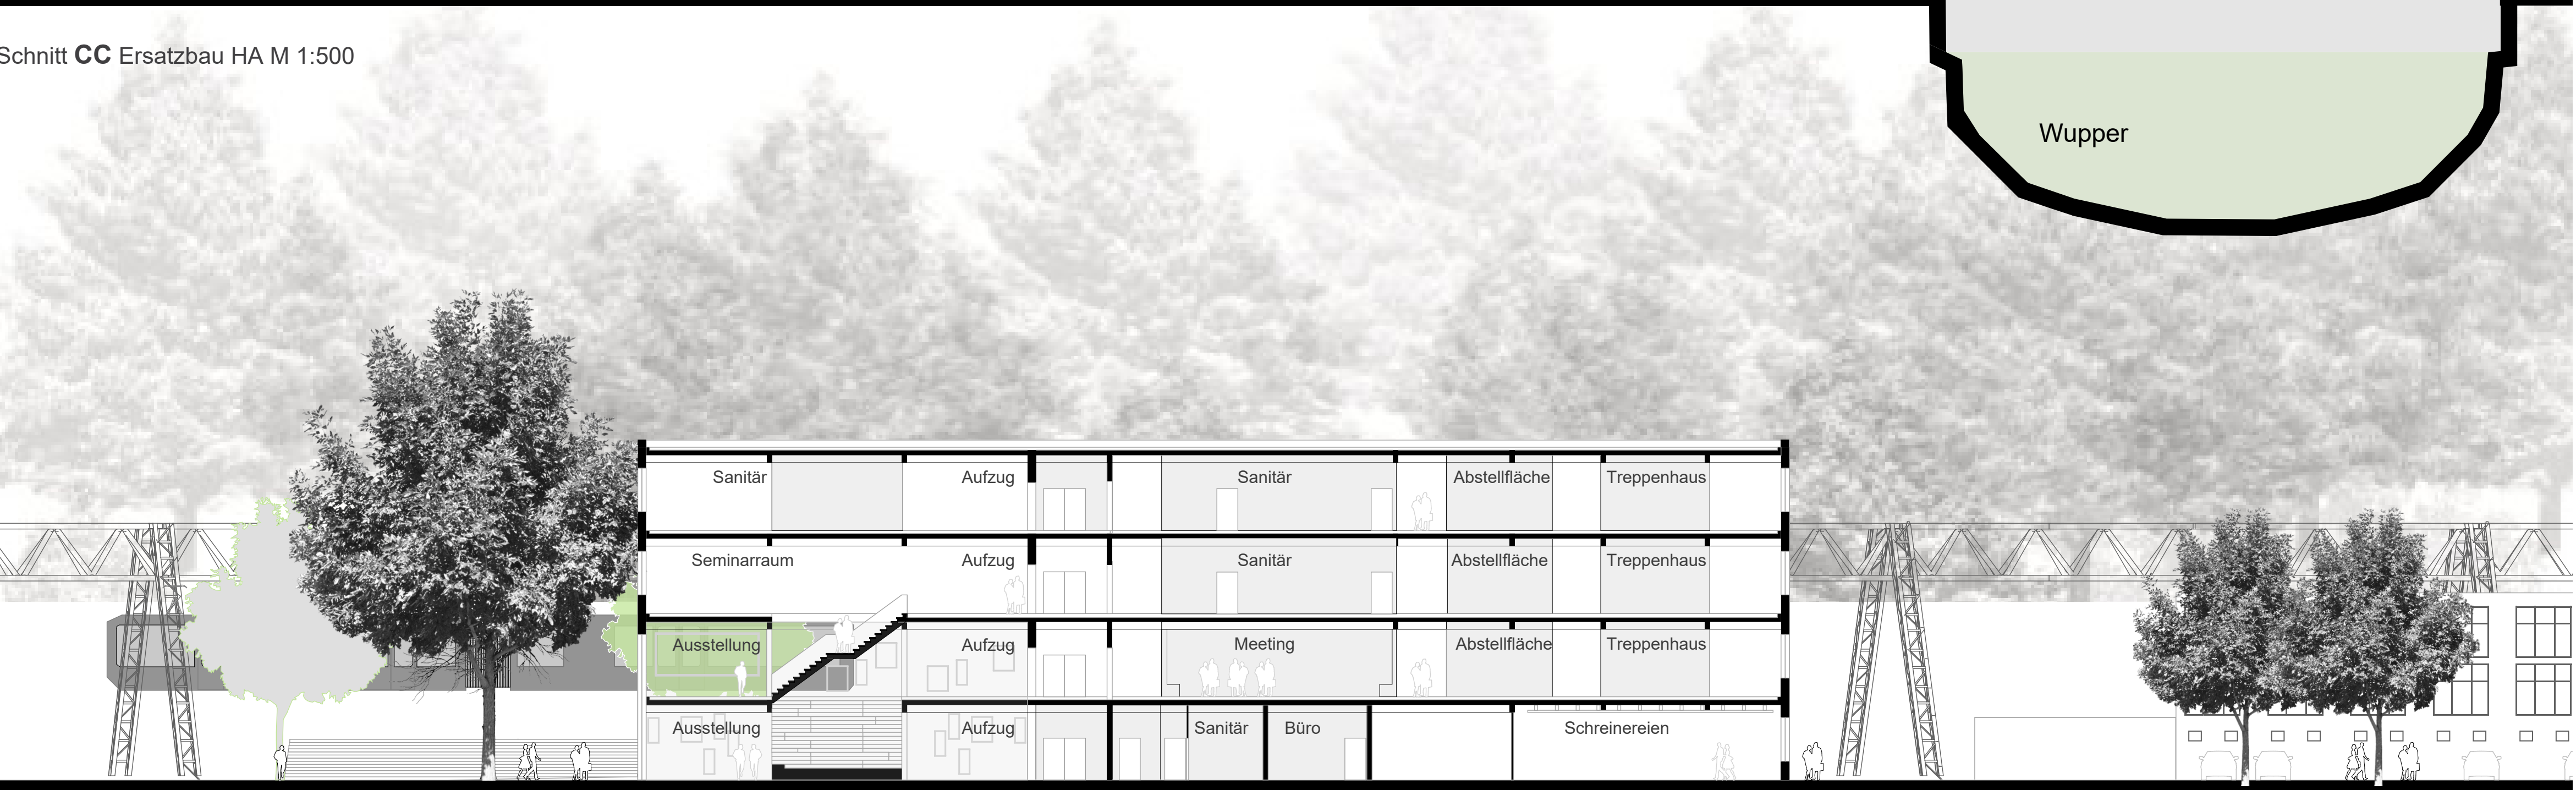 Schnitt CC Ersatzbau HA M 1:500
Wupper
Sanitär Aufzug Sanitär Abstellfläche Treppenhaus
Seminarraum Aufzug Sanitär Abstellfläche Treppenhaus
Ausstellung Aufzug Meeting Abstellfläche Treppenhaus
Ausstellung Aufzug Sanitär Büro Schreinereien